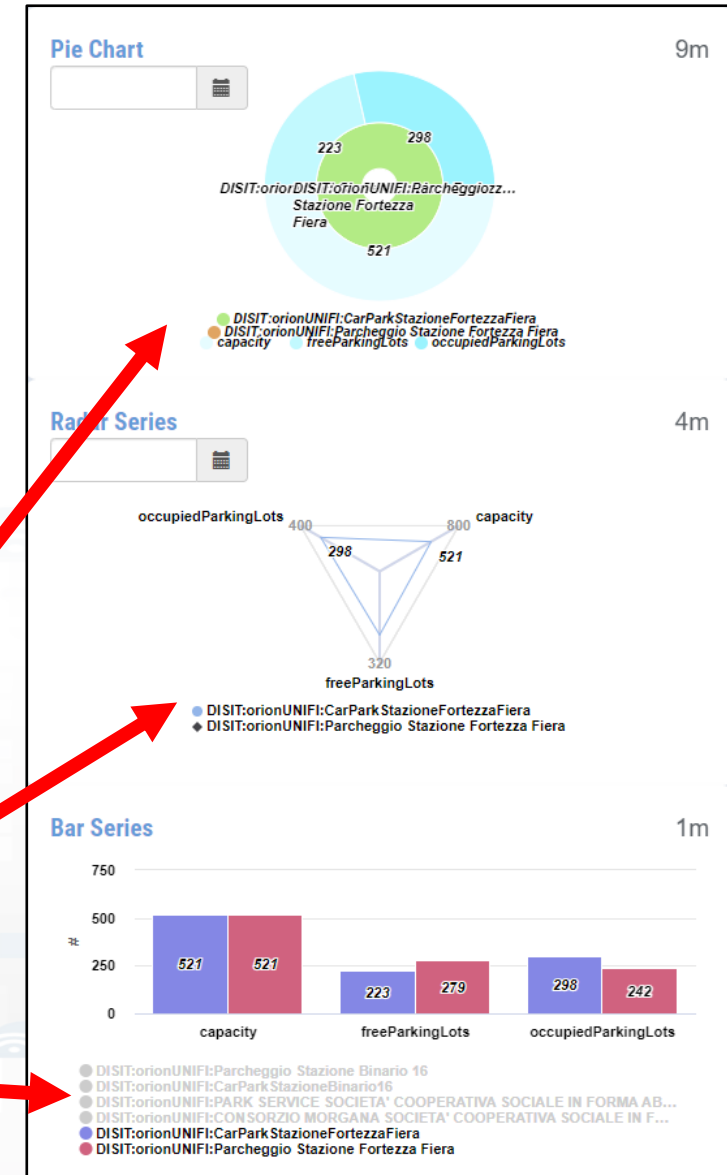 Pie Chart 9m
223
298
DISIT:orion
DISIT:orionUNIFI:Parcheggio
zz...
Stazione Fortezza
Fiera
521
DISIT:orionUNIFI:CarParkStazioneFortezzaFiera
DISIT:orionUNIFI:Parcheggio Stazione Fortezza Fiera
capacity freeParkingLots occupiedParkingLots
Radar Series 4m
occupiedParkingLots 400 800 capacity
298 521
320
freeParkingLots
DISIT:orionUNIFI:CarParkStazioneFortezzaFiera
DISIT:orionUNIFI:Parcheggio Stazione Fortezza Fiera
Bar Series 1m
750
500
#
250
0
521 521 223 279 298 242
capacity freeParkingLots occupiedParkingLots
DISIT:orionUNIFI:Parcheggio Stazione Binario 16
DISIT:orionUNIFI:CarParkStazioneBinario16
DISIT:orionUNIFI:PARK SERVICE SOCIETA' COOPERATIVA SOCIALE IN FORMA AB...
DISIT:orionUNIFI:CONSORZIO MORGANA SOCIETA' COOPERATIVA SOCIALE IN F...
DISIT:orionUNIFI:CarParkStazioneFortezzaFiera
DISIT:orionUNIFI:Parcheggio Stazione Fortezza Fiera